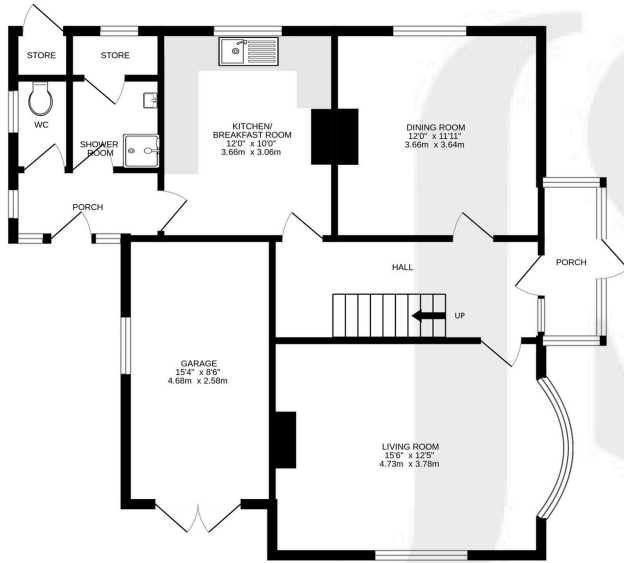 STORE
STORE
WC
SHOWER
ROOM
PORCH
KITCHEN/
BREAKFAST ROOM
12'0" x 10'0"
3.66m x 3.06m
DINING ROOM
12'0" x 11'11"
3.66m x 3.64m
PORCH
HALL
UP
GARAGE
15'4" x 8'6"
4.68m x 2.58m
LIVING ROOM
15'6" x 12'5"
4.73m x 3.78m